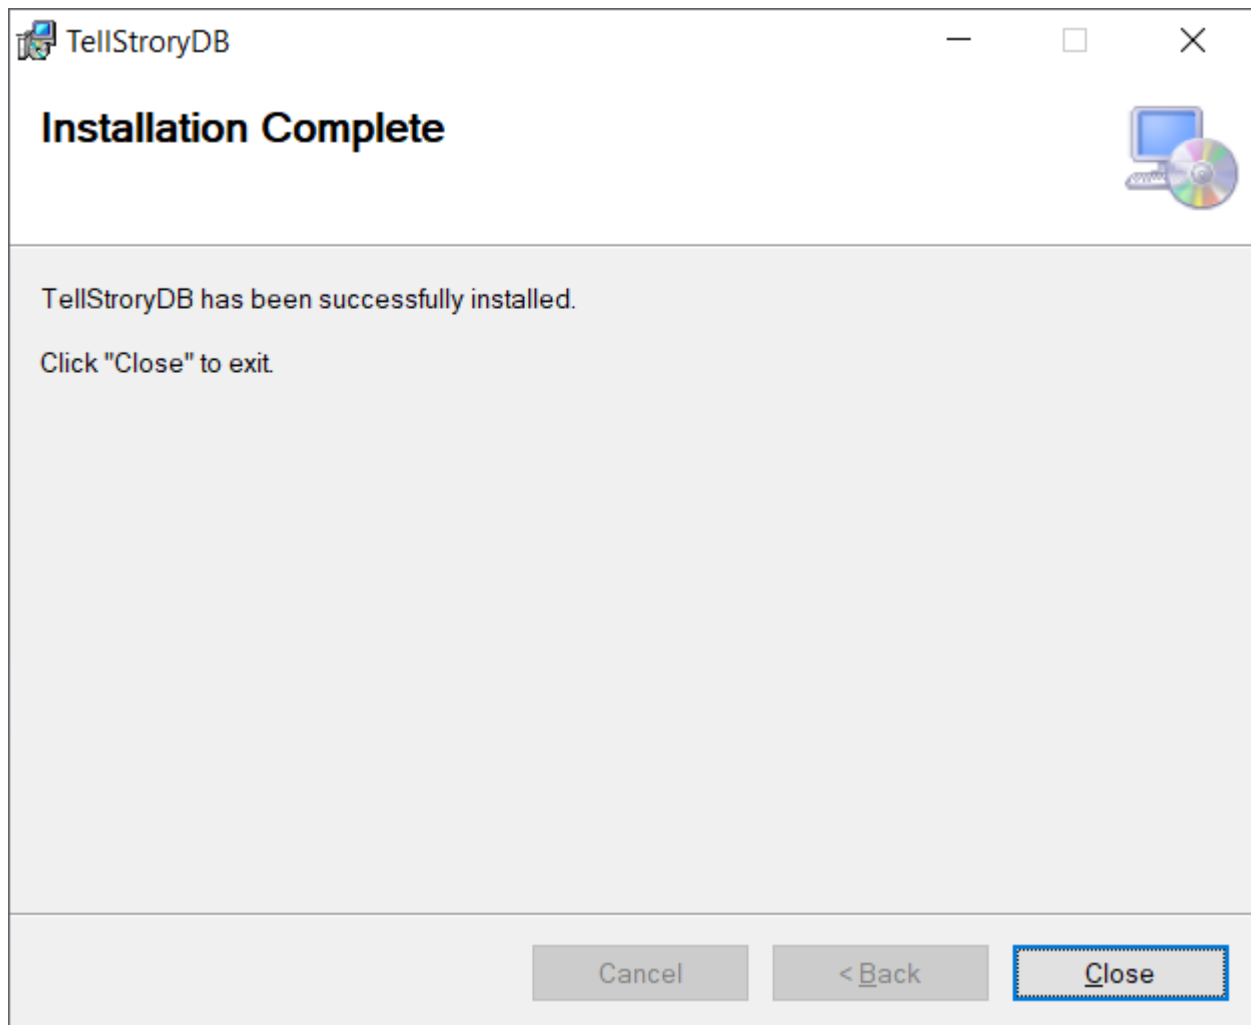 TellStroryDB
Installation Complete
TellStroryDB has been successfully installed.
Click "Close" to exit.
Cancel
< Back
Close